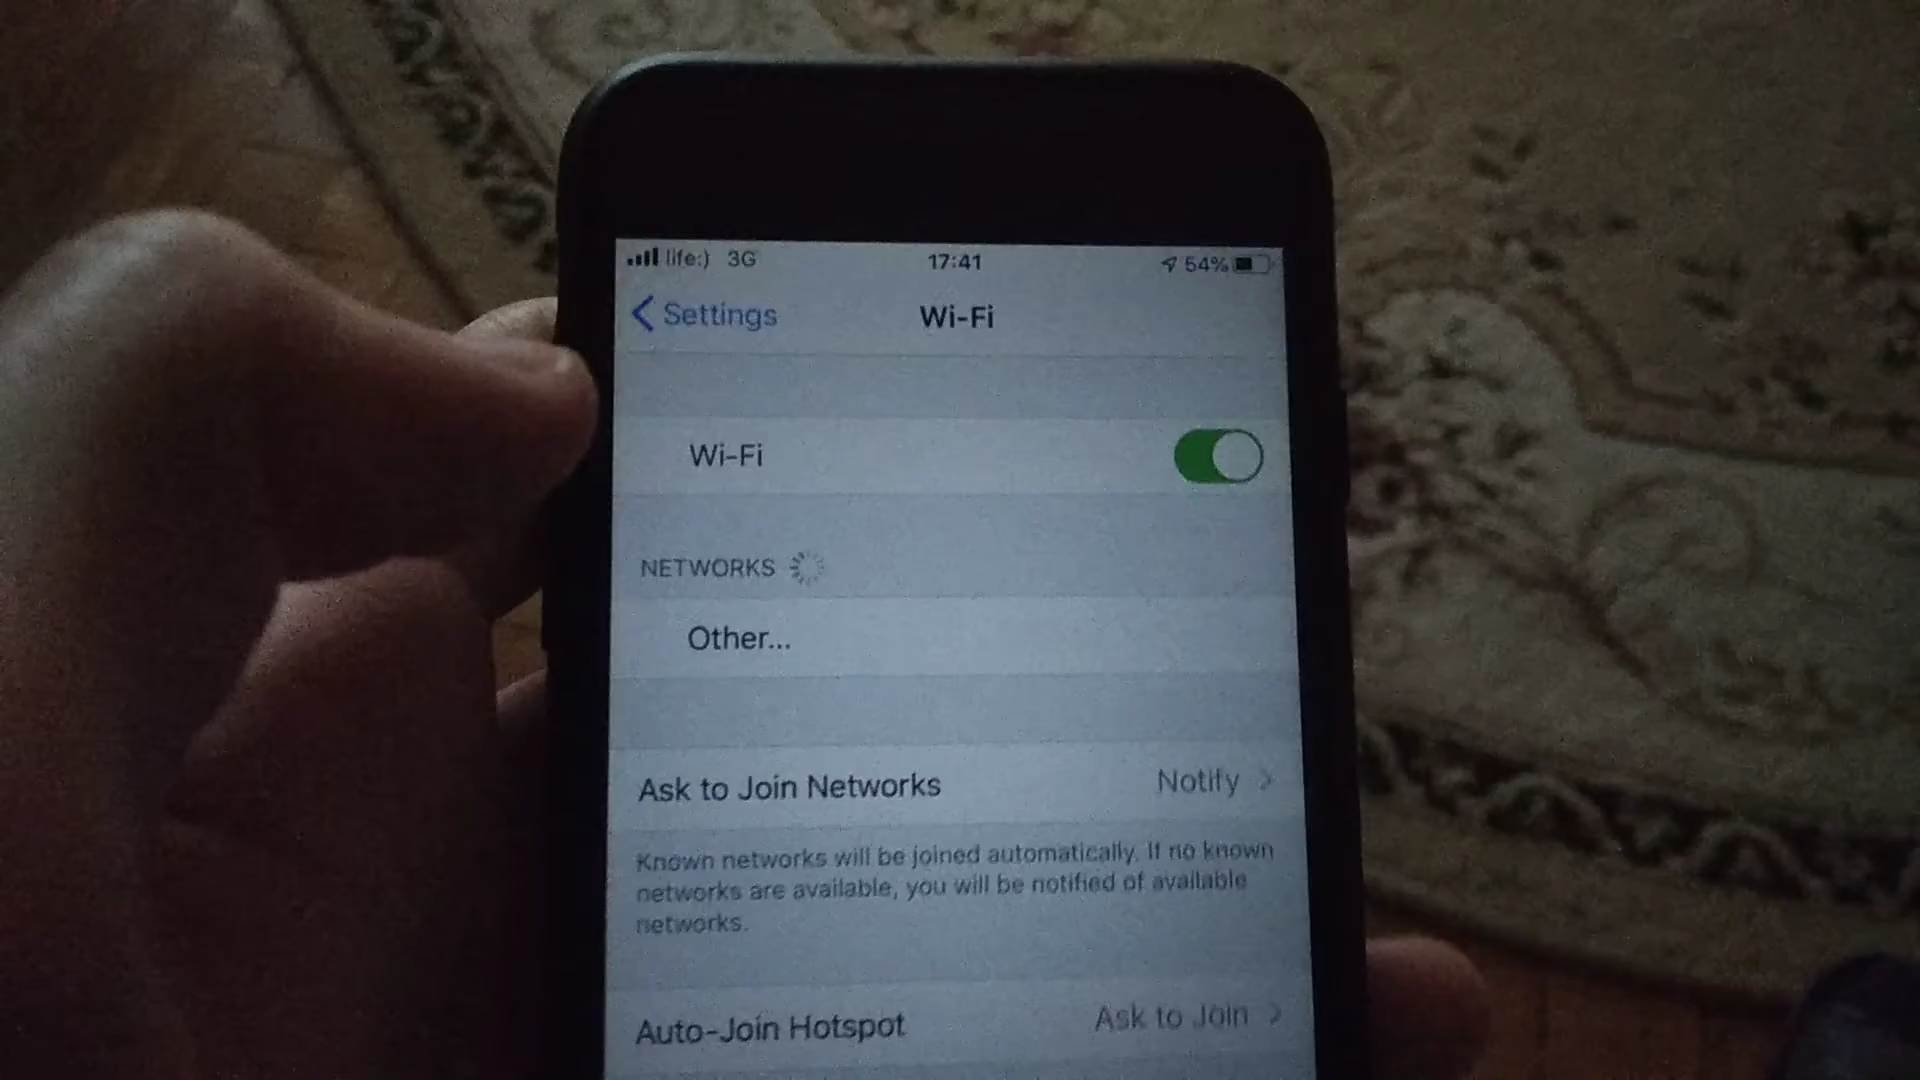 life:) 3G 17:41 54%
Settings Wi-Fi
Wi-Fi
NETWORKS
Other...
Ask to Join Networks Notify
Known networks will be joined automatically. If no known
networks are available, you will be notified of available
networks.
Auto-Join Hotspot Ask to Join